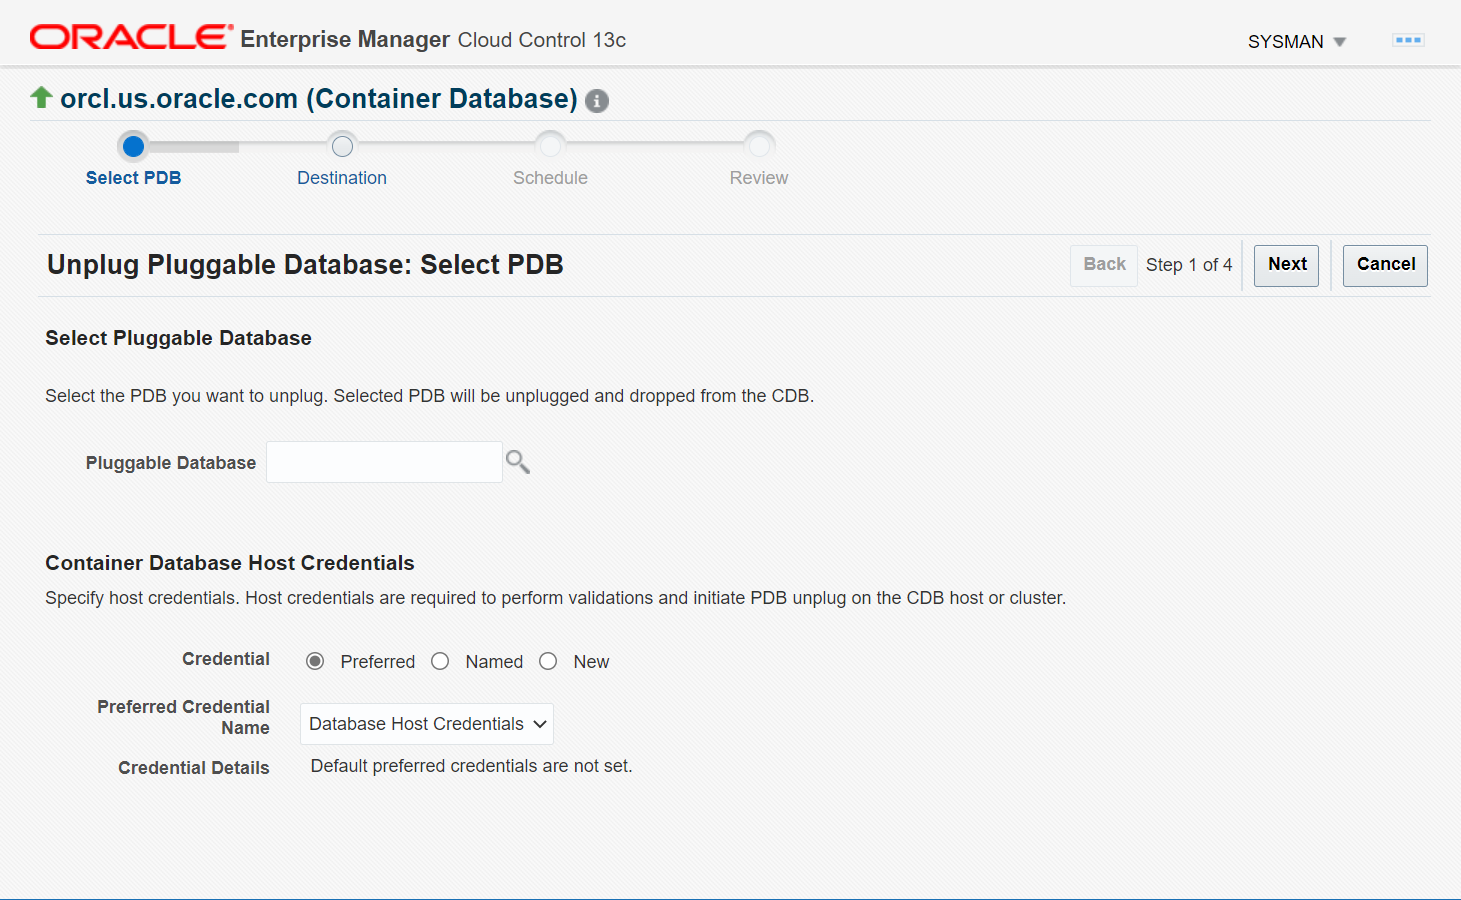 ORACLE Enterprise Manager Cloud Control 13c
SYSMAN
orcl.us.oracle.com (Container Database)
Select PDB
Destination
Schedule
Review
Unplug Pluggable Database: Select PDB
Back
Step 1 of 4
Next
Cancel
Select Pluggable Database
Select the PDB you want to unplug. Selected PDB will be unplugged and dropped from the CDB.
Pluggable Database
Container Database Host Credentials
Specify host credentials. Host credentials are required to perform validations and initiate PDB unplug on the CDB host or cluster.
Credential
Preferred
Named
New
Preferred Credential
Name
Database Host Credentials
Credential Details
Default preferred credentials are not set.